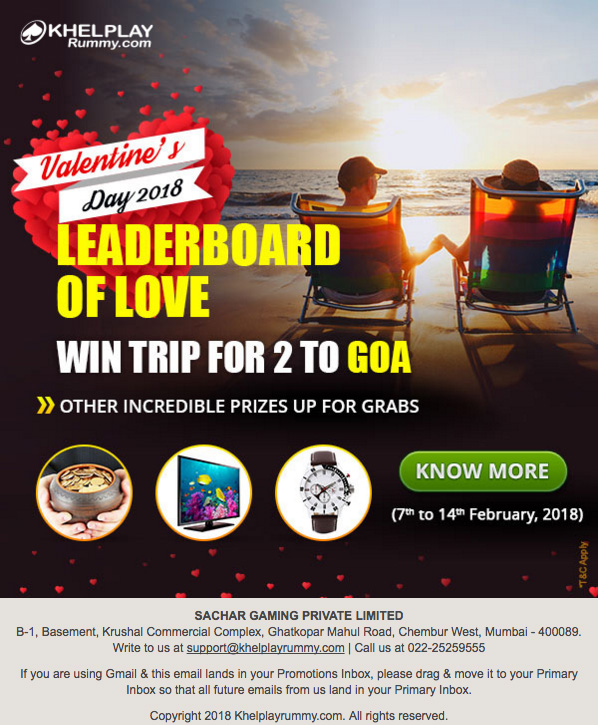 KHELPLAY
Rummy.com
Valentine's
Day 2018
LEADERBOARD
OF LOVE
WIN TRIP FOR 2 TO GOA
OTHER INCREDIBLE PRIZES UP FOR GRABS
KNOW MORE
(7th to 14th February, 2018)
*T&C Apply
SACHAR GAMING PRIVATE LIMITED
B-1, Basement, Krushal Commercial Complex, Ghatkopar Mahul Road, Chembur West, Mumbai - 400089.
Write to us at support@khelplayrummy.com | Call us at 022-25259555
If you are using Gmail & this email lands in your Promotions Inbox, please drag & move it to your Primary
Inbox so that all future emails from us land in your Primary Inbox.
Copyright 2018 Khelplayrummy.com. All rights reserved.